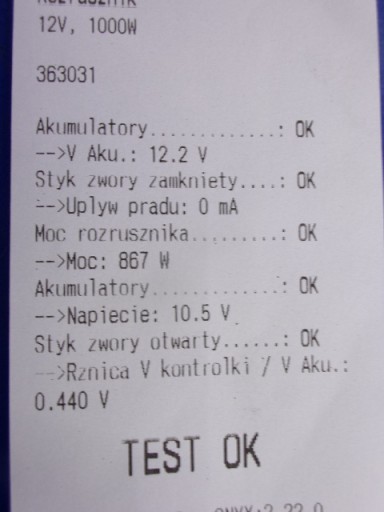 Rozrusznik
12V, 1000W
363031
Akumulatory.............: OK
-->V Aku.: 12.2 V
Styk zwory zamkniety....: OK
-->Uplyw pradu: 0 mA
Moc rozrusznika.........: OK
-->Moc: 867 W
Akumulatory.............: OK
-->Napiecie: 10.5 V
Styk zwory otwarty......: OK
-->Rznica V kontrolki / V Aku.:
0.440 V
TEST OK